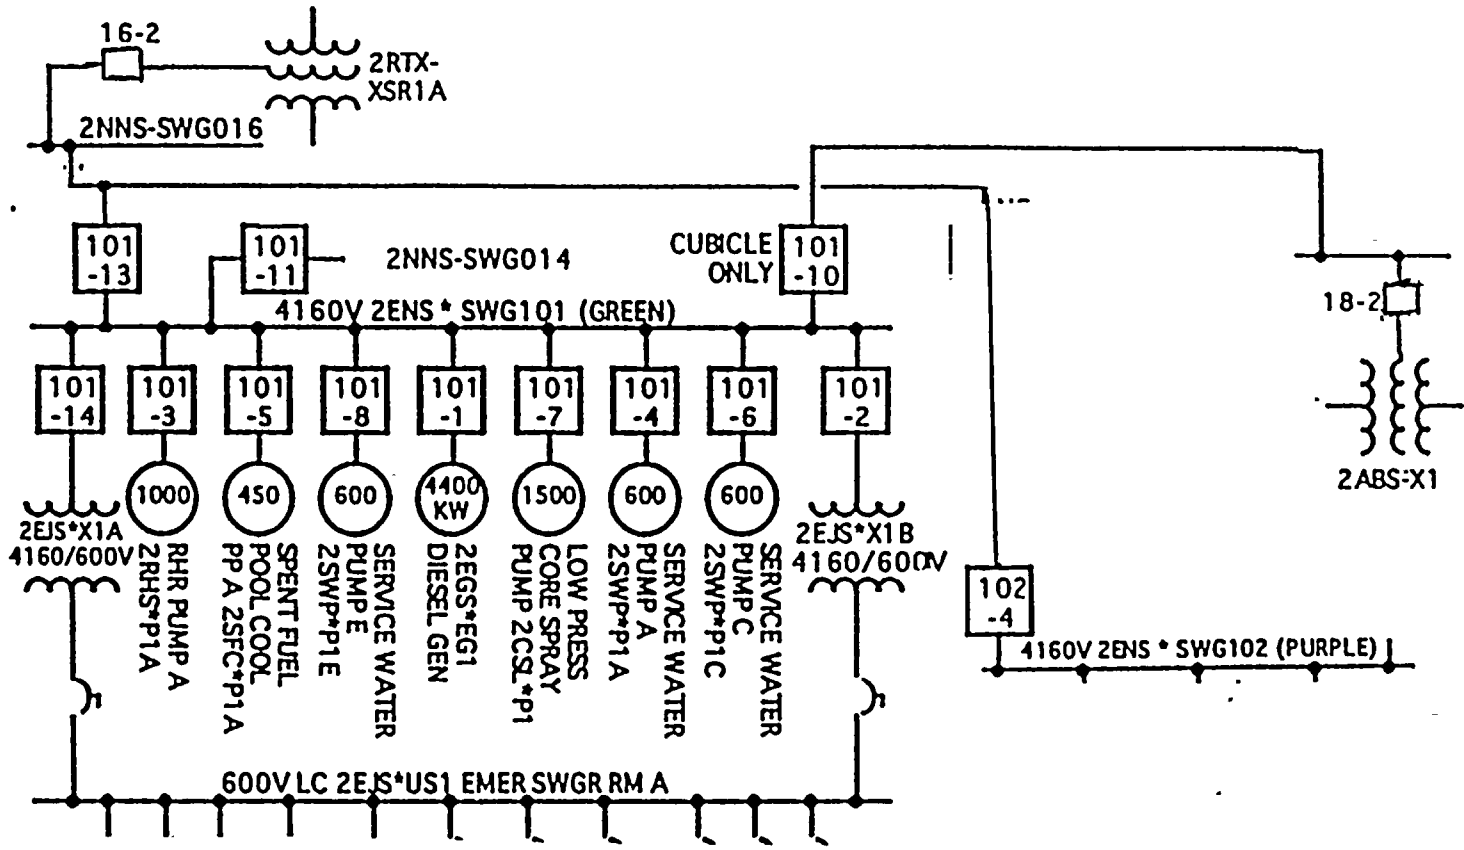 16-2
2RTX-
XSR1A
2NNS-SWG016
101
-13
101
-11
2NNS-SWG014
CUBICLE
ONLY
101
-10
18-2
4160V 2ENS * SWG101 (GREEN)
101
-14
101
-3
101
-5
101
-8
101
-1
101
-7
101
-4
101
-6
101
-2
2ABS-X1
1000
450
600
4400
KW
1500
600
600
2EJS*X1A
4160/600V
RHR PUMP A
2RHS*P1A
SPENT FUEL
POOL COOL
PP A 2SFC*P1A
SERVICE WATER
PUMP E
2SWP*P1E
2EGS*EG1
DIESEL GEN
LOW PRESS
CORE SPRAY
PUMP 2CSL*P1
SERVICE WATER
PUMP A
2SWP*P1A
SERVICE WATER
PUMP C
2SWP*P1C
2EJS*X1B
4160/600V
102
-4
4160V 2ENS * SWG102 (PURPLE)
600V LC 2EJS*US1 EMER SWGR RM A